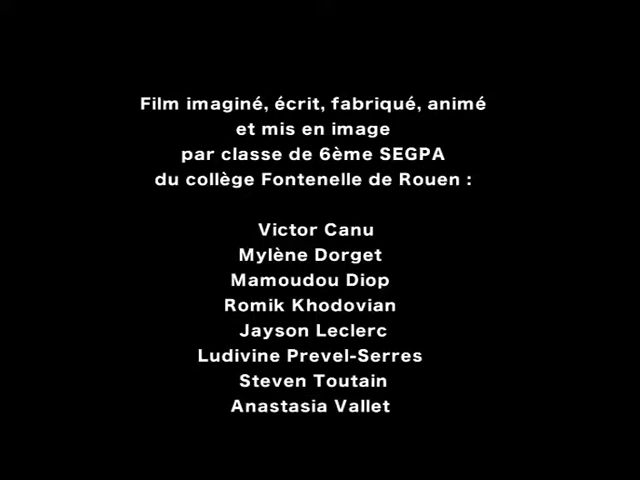 Film imaginé, écrit, fabriqué, animé
et mis en image
par classe de 6ème SEGPA
du collège Fontenelle de Rouen :
Victor Canu
Mylène Dorget
Mamoudou Diop
Romik Khodovian
Jayson Leclerc
Ludivine Prevel-Serres
Steven Toutain
Anastasia Vallet